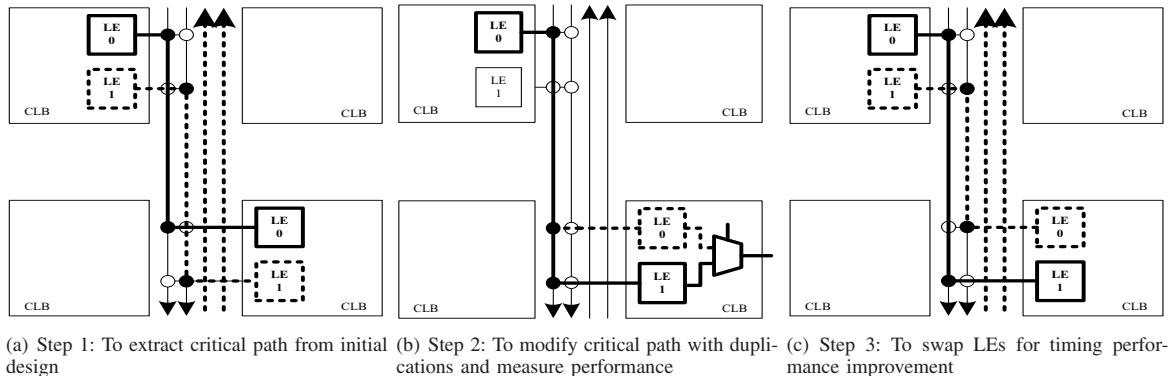 LE
0
LE
1
CLB
CLB
LE
0
LE
1
CLB
CLB
(a) Step 1: To extract critical path from initial
design
LE
0
LE
1
CLB
CLB
LE
0
LE
1
CLB
CLB
(b) Step 2: To modify critical path with dupli-
cations and measure performance
LE
0
LE
1
CLB
CLB
LE
0
LE
1
CLB
CLB
(c) Step 3: To swap LEs for timing perfor-
mance improvement